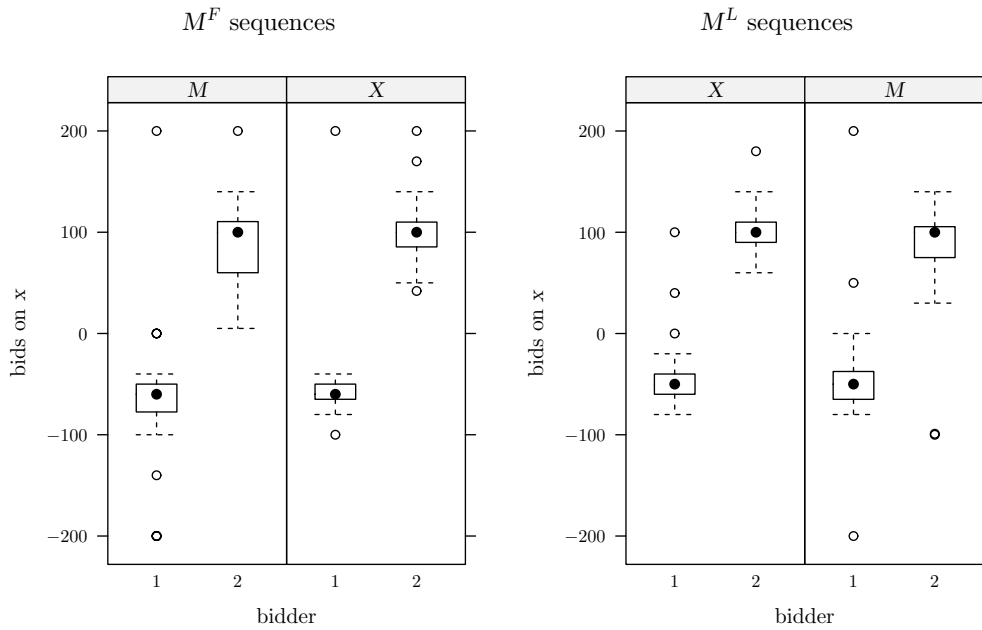 M^F sequences
M X
200
100
0
−100
−200
bids on x
1 2 1 2
bidder
M^L sequences
X M
200
100
0
−100
−200
bids on x
1 2 1 2
bidder